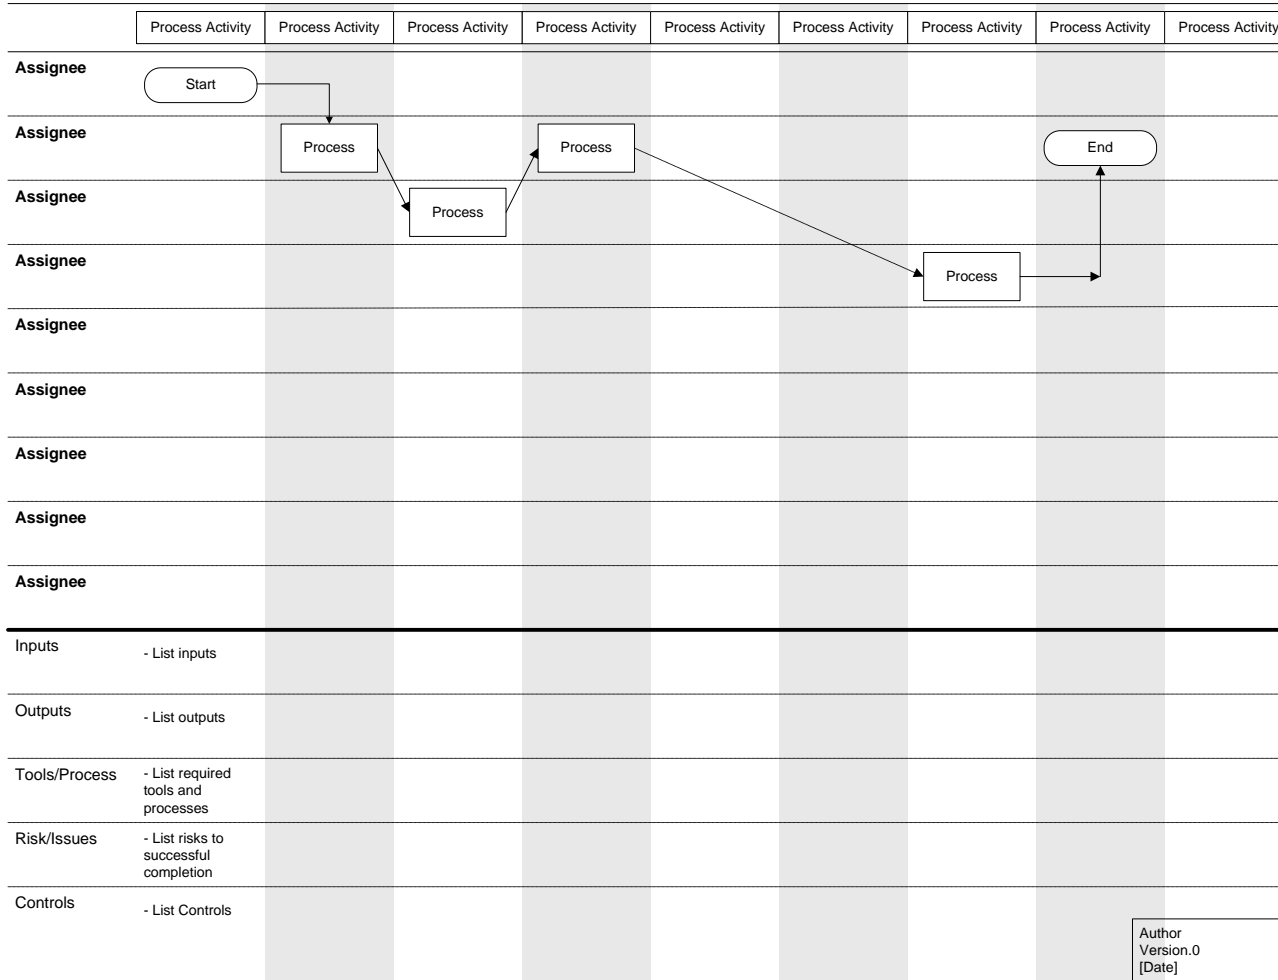 Process Activity Process Activity Process Activity Process Activity Process Activity Process Activity Process Activity Process Activity Process Activity
Assignee
Start
Assignee
Process
Process
End
Assignee
Process
Assignee
Process
Assignee
Assignee
Assignee
Assignee
Assignee
Inputs
- List inputs
Outputs
- List outputs
Tools/Process
- List required
tools and
processes
Risk/Issues
- List risks to
successful
completion
Controls
- List Controls
Author
Version.0
[Date]